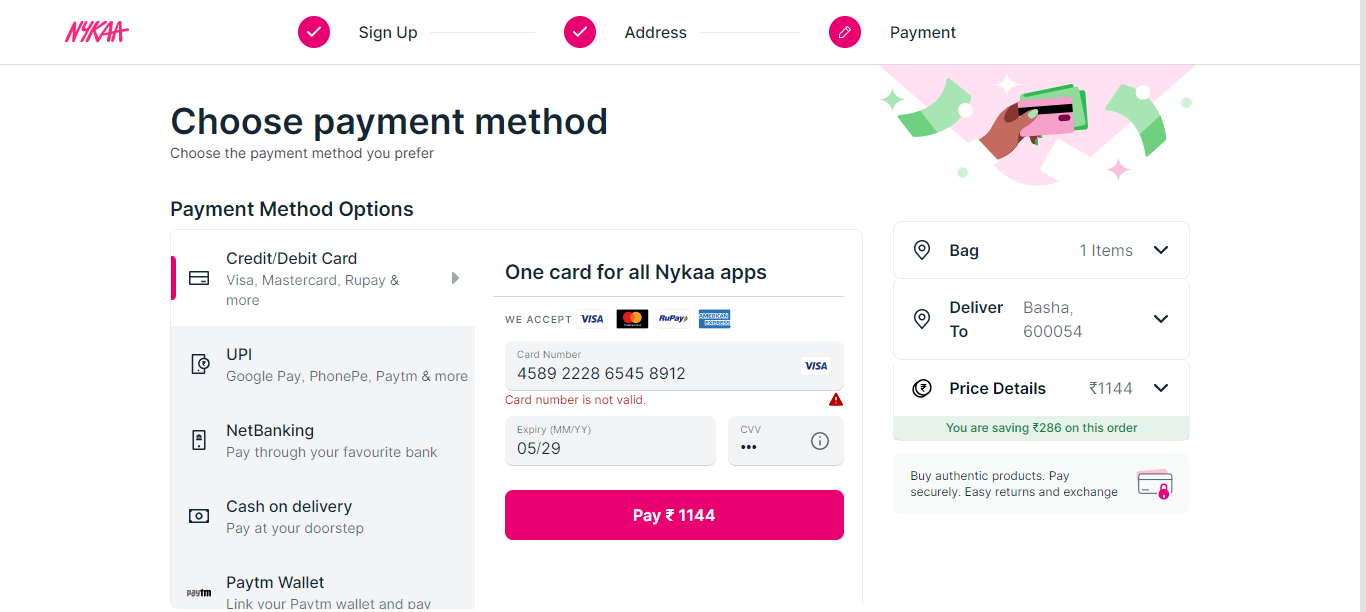 NYKAA
Sign Up
Address
Payment
Choose payment method
Choose the payment method you prefer
Payment Method Options
Credit/Debit Card
Visa, Mastercard, Rupay &
more
UPI
Google Pay, PhonePe, Paytm & more
NetBanking
Pay through your favourite bank
Cash on delivery
Pay at your doorstep
paytm
Paytm Wallet
Link your Paytm wallet and pay
One card for all Nykaa apps
WE ACCEPT VISA RuPay AMERICAN EXPRESS
Card Number
4589 2228 6545 8912
VISA
Card number is not valid.
Expiry (MM/YY)
05/29
CVV
•••
Pay ₹ 1144
Bag 1 Items
Deliver To
Basha, 600054
Price Details ₹1144
You are saving ₹286 on this order
Buy authentic products. Pay
securely. Easy returns and exchange